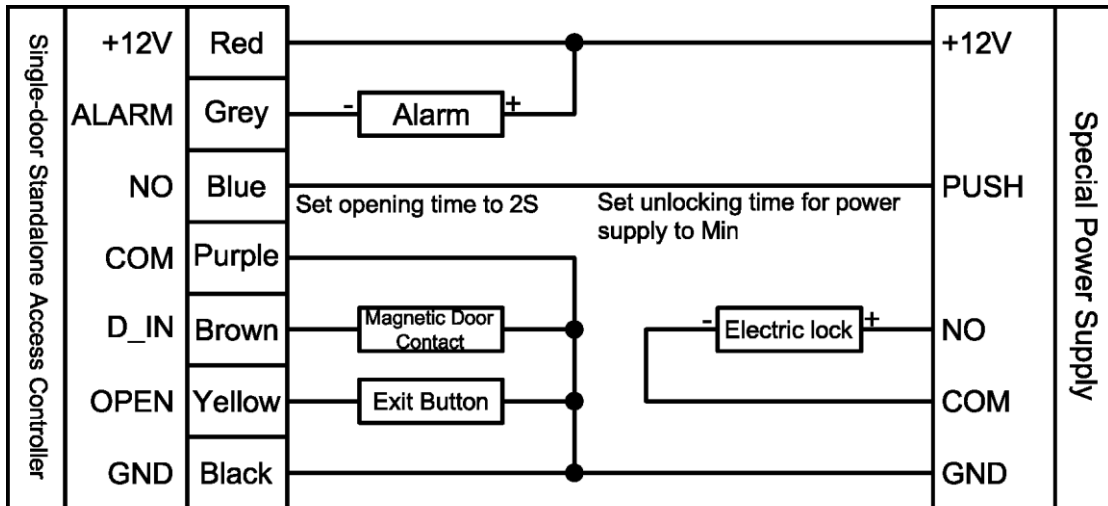 Single-door Standalone Access Controller
+12V Red +12V
ALARM Grey - Alarm +
NO Blue PUSH
Set opening time to 2S
Set unlocking time for power
supply to Min
COM Purple
D_IN Brown
Magnetic Door
Contact
- Electric lock + NO
OPEN Yellow Exit Button COM
GND Black GND
Special Power Supply